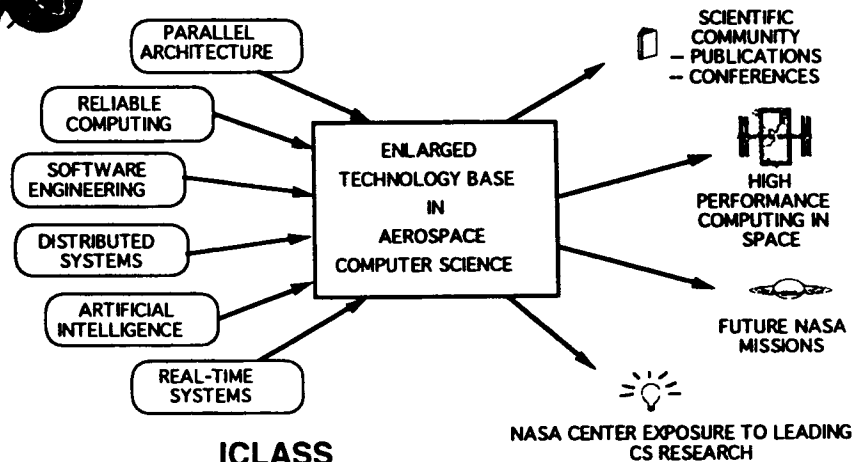 PARALLEL
ARCHITECTURE
RELIABLE
COMPUTING
SOFTWARE
ENGINEERING
DISTRIBUTED
SYSTEMS
ARTIFICIAL
INTELLIGENCE
REAL-TIME
SYSTEMS
ENLARGED
TECHNOLOGY BASE
IN
AEROSPACE
COMPUTER SCIENCE
SCIENTIFIC
COMMUNITY
– PUBLICATIONS
– CONFERENCES
HIGH
PERFORMANCE
COMPUTING IN
SPACE
FUTURE NASA
MISSIONS
NASA CENTER EXPOSURE TO LEADING
CS RESEARCH
ICLASS